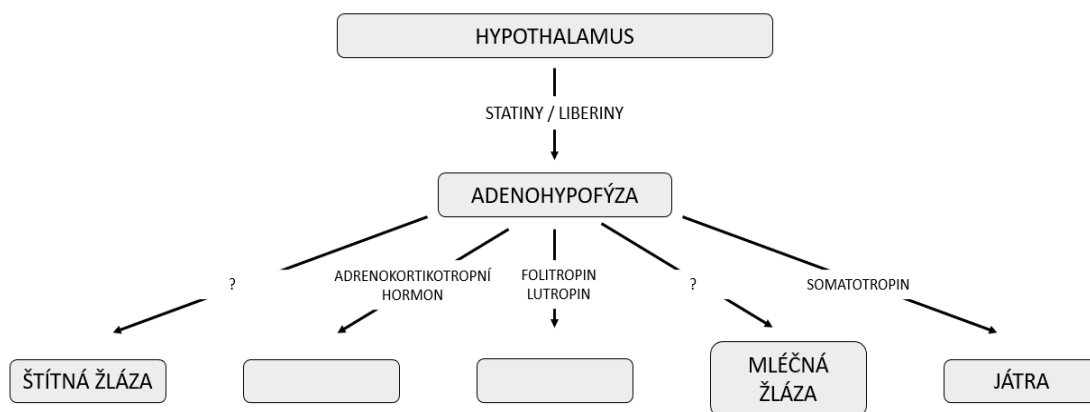 HYPOTHALAMUS
STATINY / LIBERINY
ADENOHYPOFÝZA
?
ADRENOKORTIKOTROPNÍ
HORMON
FOLITROPIN
LUTROPIN
?
SOMATOTROPIN
ŠTÍTNÁ ŽLÁZA
MLÉČNÁ
ŽLÁZA
JÁTRA